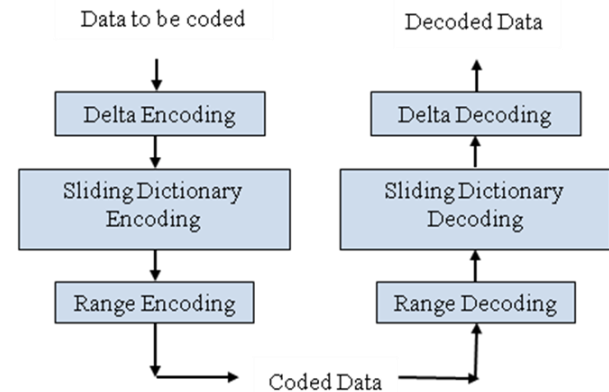 Data to be coded
Delta Encoding
Sliding Dictionary
Encoding
Range Encoding
Coded Data
Range Decoding
Sliding Dictionary
Decoding
Delta Decoding
Decoded Data